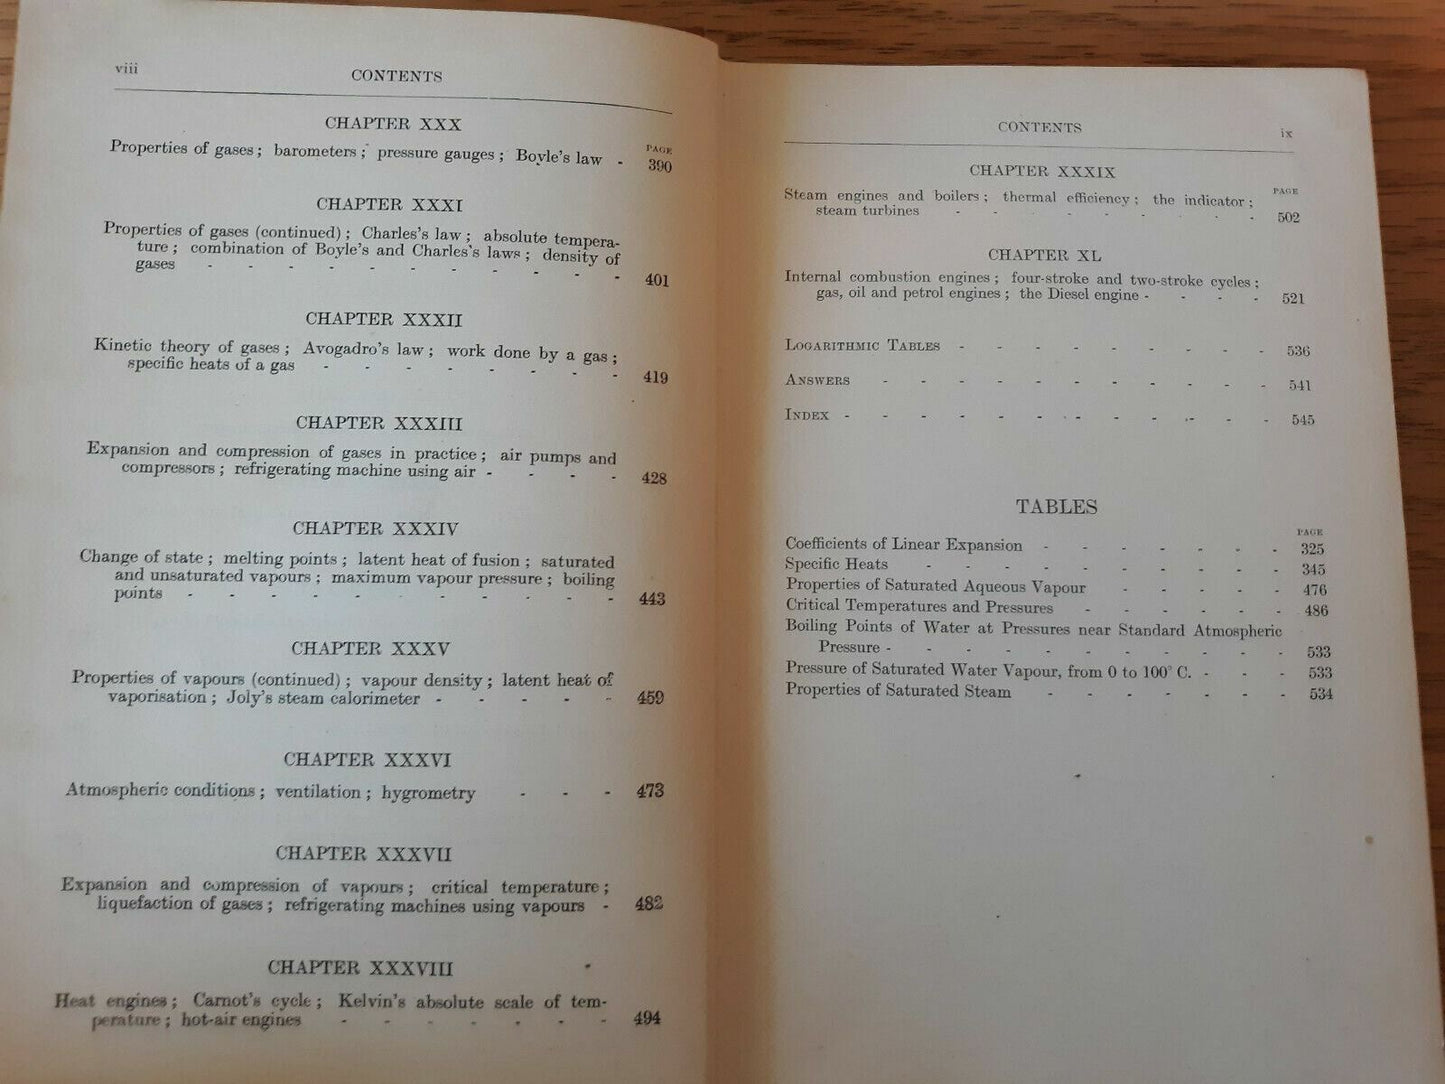 viii
CONTENTS
CHAPTER XXX
PAGE
Properties of gases ; barometers ; pressure gauges ; Boyle's law - 390
CHAPTER XXXI
Properties of gases (continued) ; Charles's law ; absolute tempera-
ture ; combination of Boyle's and Charles's laws ; density of
gases - - - - - - - - - - - 401
CHAPTER XXXII
Kinetic theory of gases ; Avogadro's law ; work done by a gas ;
specific heats of a gas - - - - - - - - 419
CHAPTER XXXIII
Expansion and compression of gases in practice ; air pumps and
compressors ; refrigerating machine using air - - - - 428
CHAPTER XXXIV
Change of state ; melting points ; latent heat of fusion ; saturated
and unsaturated vapours ; maximum vapour pressure ; boiling
points - - - - - - - - - - - 443
CHAPTER XXXV
Properties of vapours (continued) ; vapour density ; latent heat of
vaporisation ; Joly's steam calorimeter - - - - - 459
CHAPTER XXXVI
Atmospheric conditions ; ventilation ; hygrometry - - - 473
CHAPTER XXXVII
Expansion and compression of vapours ; critical temperature ;
liquefaction of gases ; refrigerating machines using vapours - 482
CHAPTER XXXVIII
Heat engines ; Carnot's cycle ; Kelvin's absolute scale of tem-
perature ; hot-air engines - - - - - - - 494
CONTENTS
ix
CHAPTER XXXIX
PAGE
Steam engines and boilers ; thermal efficiency ; the indicator ;
steam turbines - - - - - - - - - 502
CHAPTER XL
Internal combustion engines ; four-stroke and two-stroke cycles ;
gas, oil and petrol engines ; the Diesel engine - - - - 521
LOGARITHMIC TABLES - - - - - - - - - 536
ANSWERS - - - - - - - - - - - 541
INDEX - - - - - - - - - - - - 545
TABLES
PAGE
Coefficients of Linear Expansion - - - - - - - 325
Specific Heats - - - - - - - - - - 345
Properties of Saturated Aqueous Vapour - - - - - 476
Critical Temperatures and Pressures - - - - - - 486
Boiling Points of Water at Pressures near Standard Atmospheric
Pressure - - - - - - - - - - - 533
Pressure of Saturated Water Vapour, from 0 to 100° C. - - - 533
Properties of Saturated Steam - - - - - - - 534